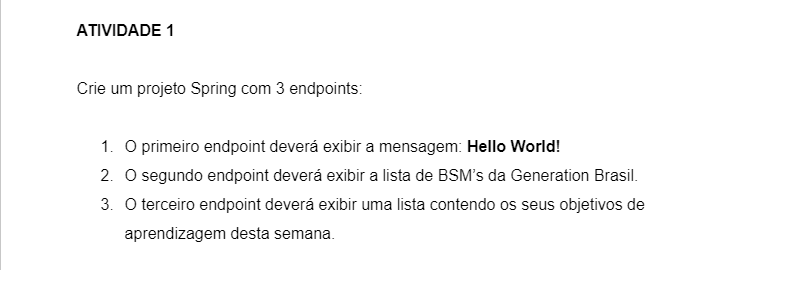 ATIVIDADE 1
Crie um projeto Spring com 3 endpoints:
1. O primeiro endpoint deverá exibir a mensagem: Hello World!
2. O segundo endpoint deverá exibir a lista de BSM's da Generation Brasil.
3. O terceiro endpoint deverá exibir uma lista contendo os seus objetivos de
aprendizagem desta semana.